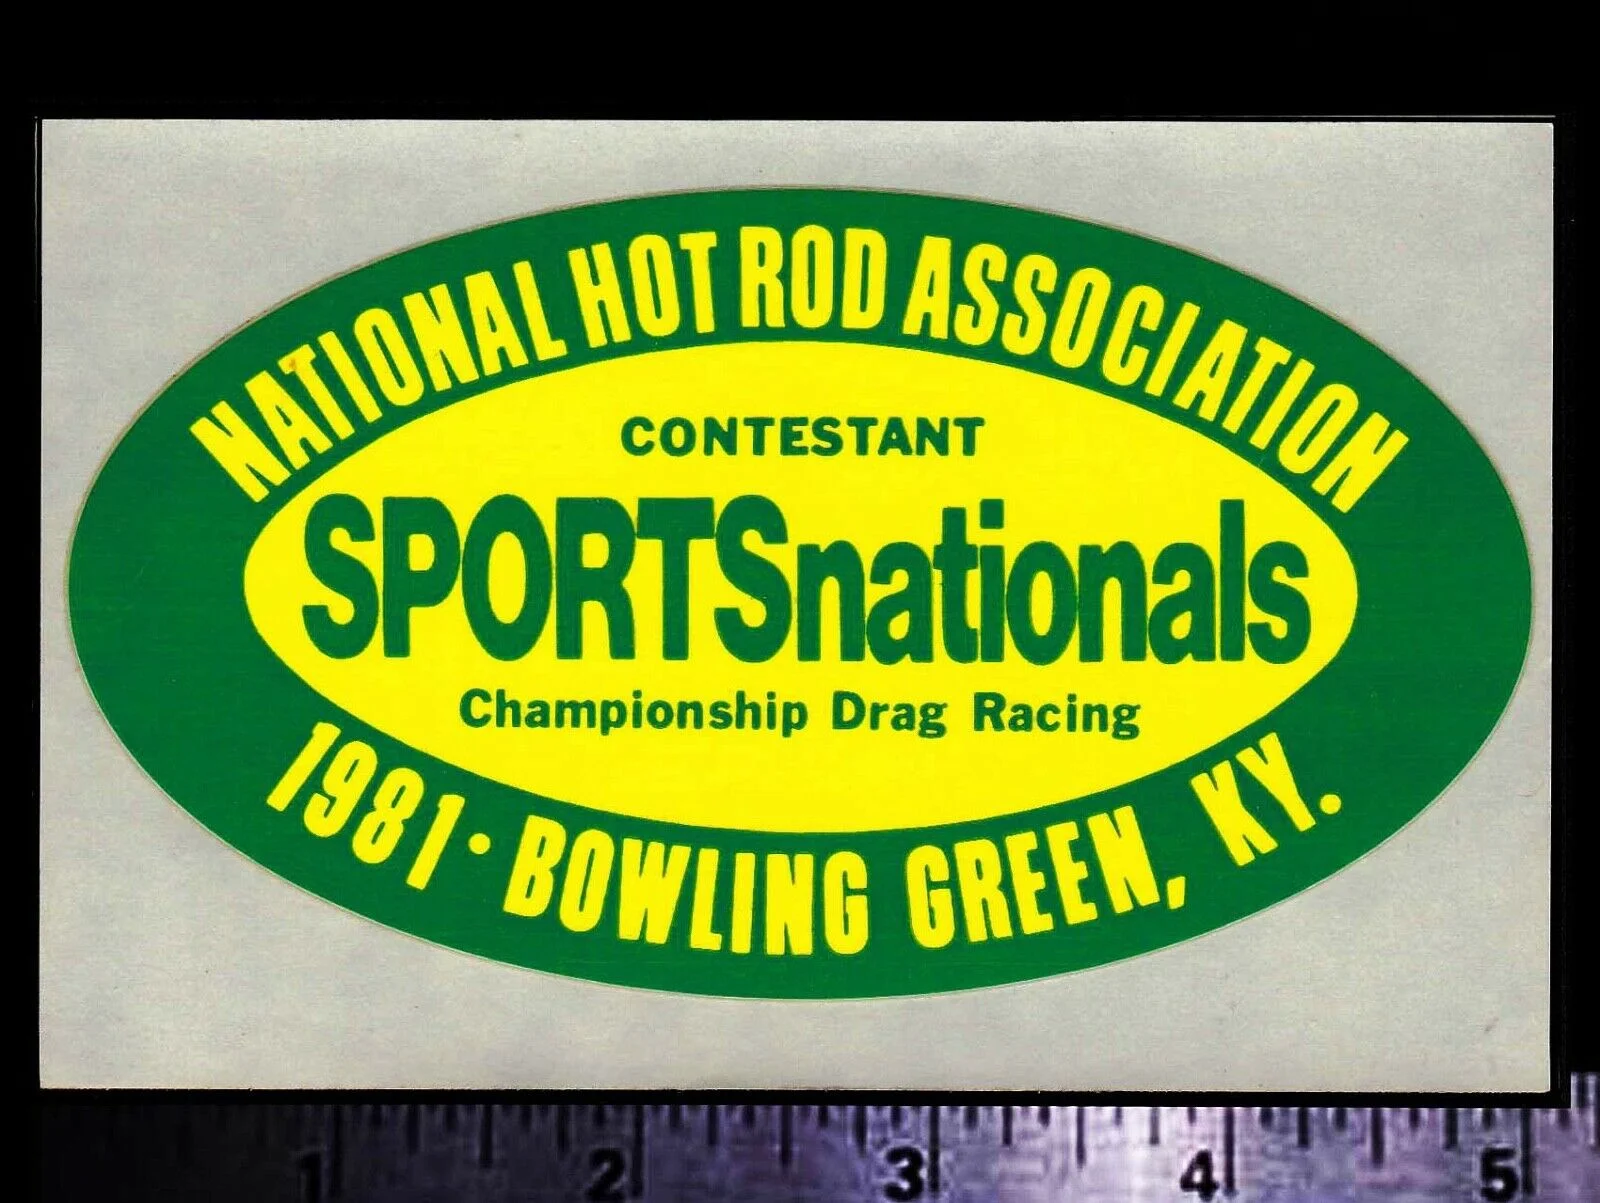 NATIONAL HOT ROD ASSOCIATION
CONTESTANT
SPORTSnationals
Championship Drag Racing
1981 · BOWLING GREEN, KY.
1 2 3 4 5